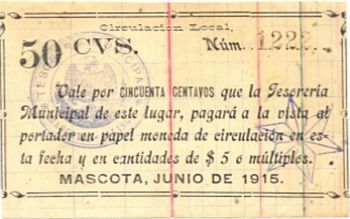 Circulacion Local.
50 CVS. Núm. 1222
Vale por CINCUENTA CENTAVOS que la Tesorería
Municipal de este lugar, pagará a la vista al
portador en papel moneda de circulación en es-
ta fecha y en cantidades de $ 5 o múltiplos.
MASCOTA, JUNIO DE 1915.